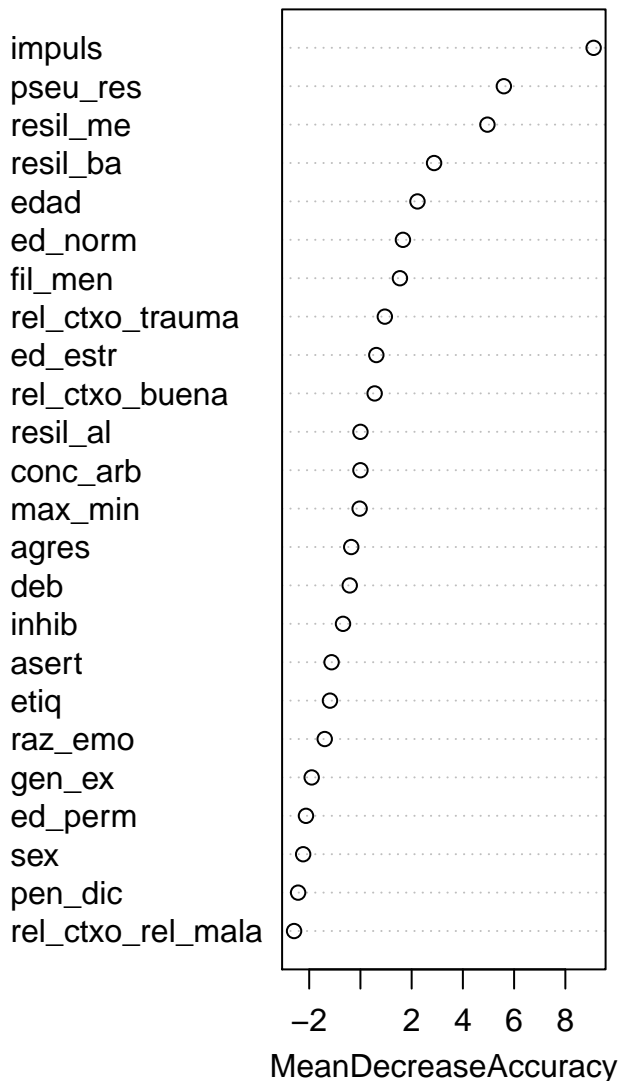 impuls
pseu_res
resil_me
resil_ba
edad
ed_norm
fil_men
rel_ctxo_trauma
ed_estr
rel_ctxo_buena
resil_al
conc_arb
max_min
agres
deb
inhib
asert
etiq
raz_emo
gen_ex
ed_perm
sex
pen_dic
rel_ctxo_rel_mala
−2 2 4 6 8
MeanDecreaseAccuracy